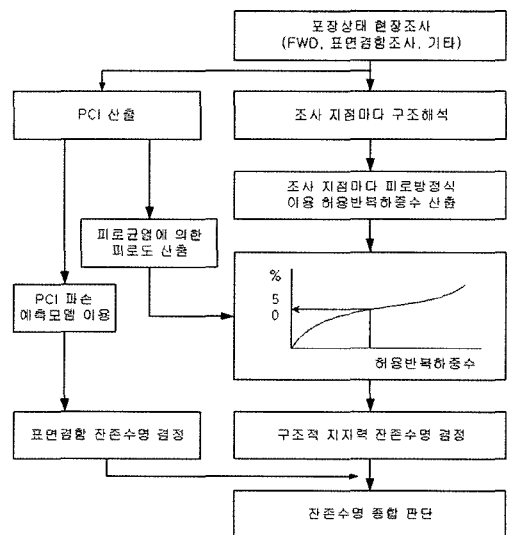 포장상태 현장조사
(FWD, 표면결함조사, 기타)
PCI 산출
조사 지점마다 구조해석
조사 지점마다 피로방정식
이용 허용반복하중수 산출
피로균열에 의한
피로도 산출
PCI 파손
예측모델 이용
%
5
0
허용반복하중수
표면결함 잔존수명 결정
구조적 지지력 잔존수명 결정
잔존수명 종합 판단